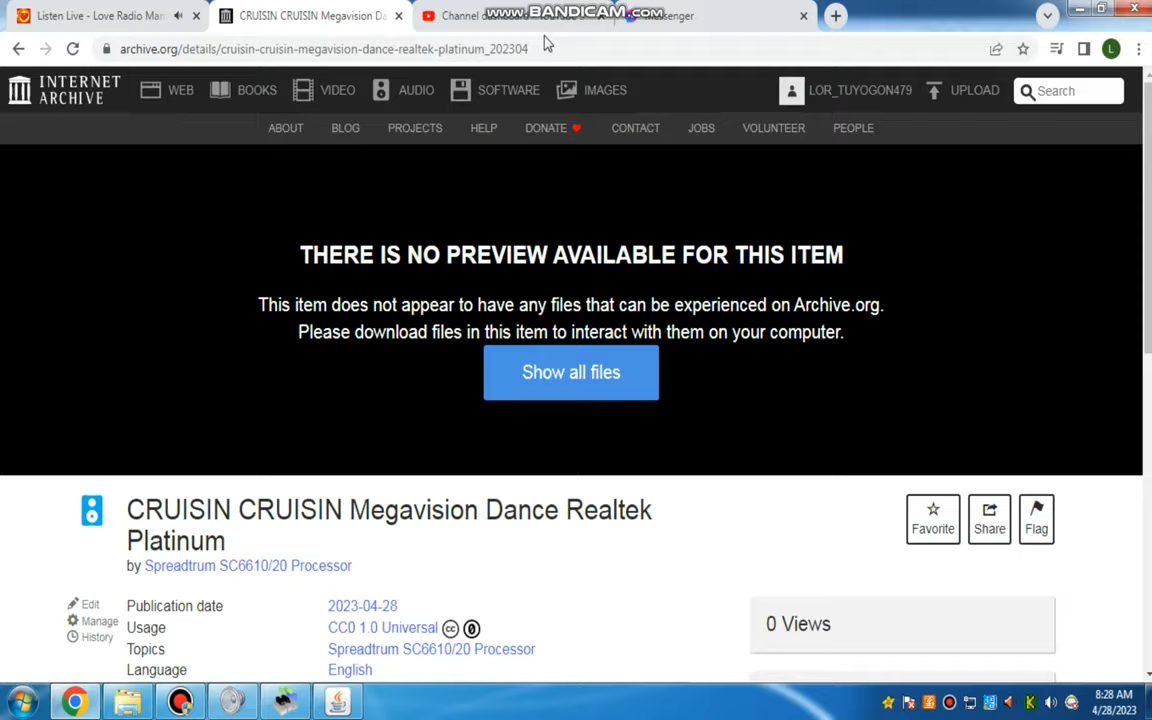 Listen Live - Love Radio Man
CRUISIN CRUISIN Megavision Da
Channel dashboard
www.BANDICAM.com
Messenger
archive.org/details/cruisin-cruisin-megavision-dance-realtek-platinum_202304
L
INTERNET ARCHIVE
WEB
BOOKS
VIDEO
AUDIO
SOFTWARE
IMAGES
LOR_TUYOGON479
UPLOAD
Search
ABOUT
BLOG
PROJECTS
HELP
DONATE
CONTACT
JOBS
VOLUNTEER
PEOPLE
THERE IS NO PREVIEW AVAILABLE FOR THIS ITEM
This item does not appear to have any files that can be experienced on Archive.org.
Please download files in this item to interact with them on your computer.
Show all files
CRUISIN CRUISIN Megavision Dance Realtek
Platinum
by Spreadtrum SC6610/20 Processor
Favorite
Share
Flag
Edit
Manage
History
Publication date 2023-04-28
Usage CC0 1.0 Universal
Topics Spreadtrum SC6610/20 Processor
Language English
0 Views
8:28 AM
4/28/2023